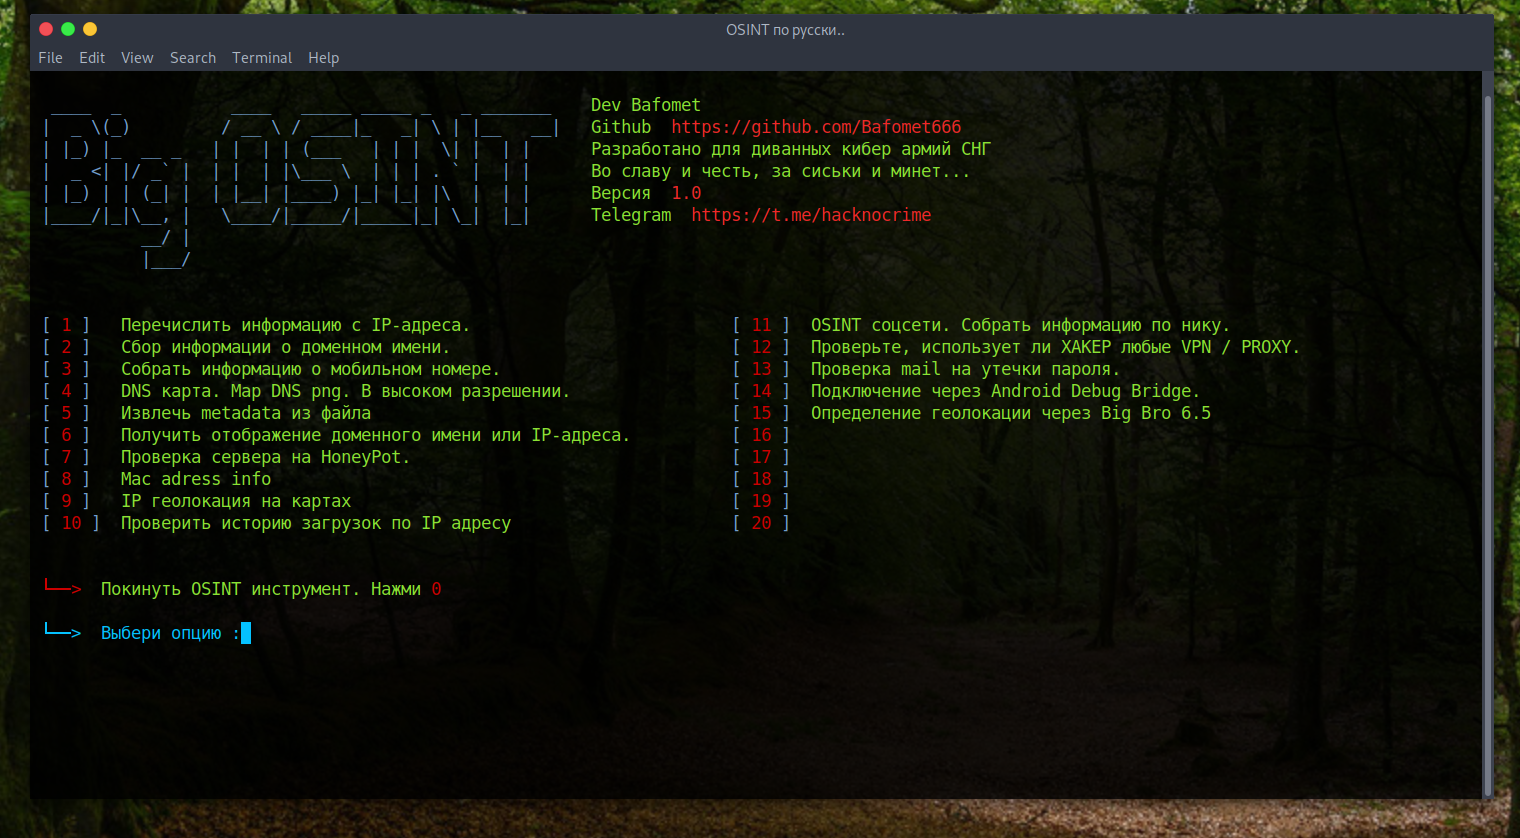 OSINT по русски..
File Edit View Search Terminal Help
Big OSINT
Dev Bafomet
Github https://github.com/Bafomet666
Разработано для диванных кибер армий СНГ
Во славу и честь, за сиськи и минет...
Версия 1.0
Telegram https://t.me/hacknocrime
[ 1 ] Перечислить информацию с IP-адреса.
[ 2 ] Сбор информации о доменном имени.
[ 3 ] Собрать информацию о мобильном номере.
[ 4 ] DNS карта. Map DNS png. В высоком разрешении.
[ 5 ] Извлечь metadata из файла
[ 6 ] Получить отображение доменного имени или IP-адреса.
[ 7 ] Проверка сервера на HoneyPot.
[ 8 ] Mac adress info
[ 9 ] IP геолокация на картах
[ 10 ] Проверить историю загрузок по IP адресу
[ 11 ] OSINT соцсети. Собрать информацию по нику.
[ 12 ] Проверьте, использует ли ХАКЕР любые VPN / PROXY.
[ 13 ] Проверка mail на утечки пароля.
[ 14 ] Подключение через Android Debug Bridge.
[ 15 ] Определение геолокации через Big Bro 6.5
[ 16 ]
[ 17 ]
[ 18 ]
[ 19 ]
[ 20 ]
└──> Покинуть OSINT инструмент. Нажми 0
└──> Выбери опцию :